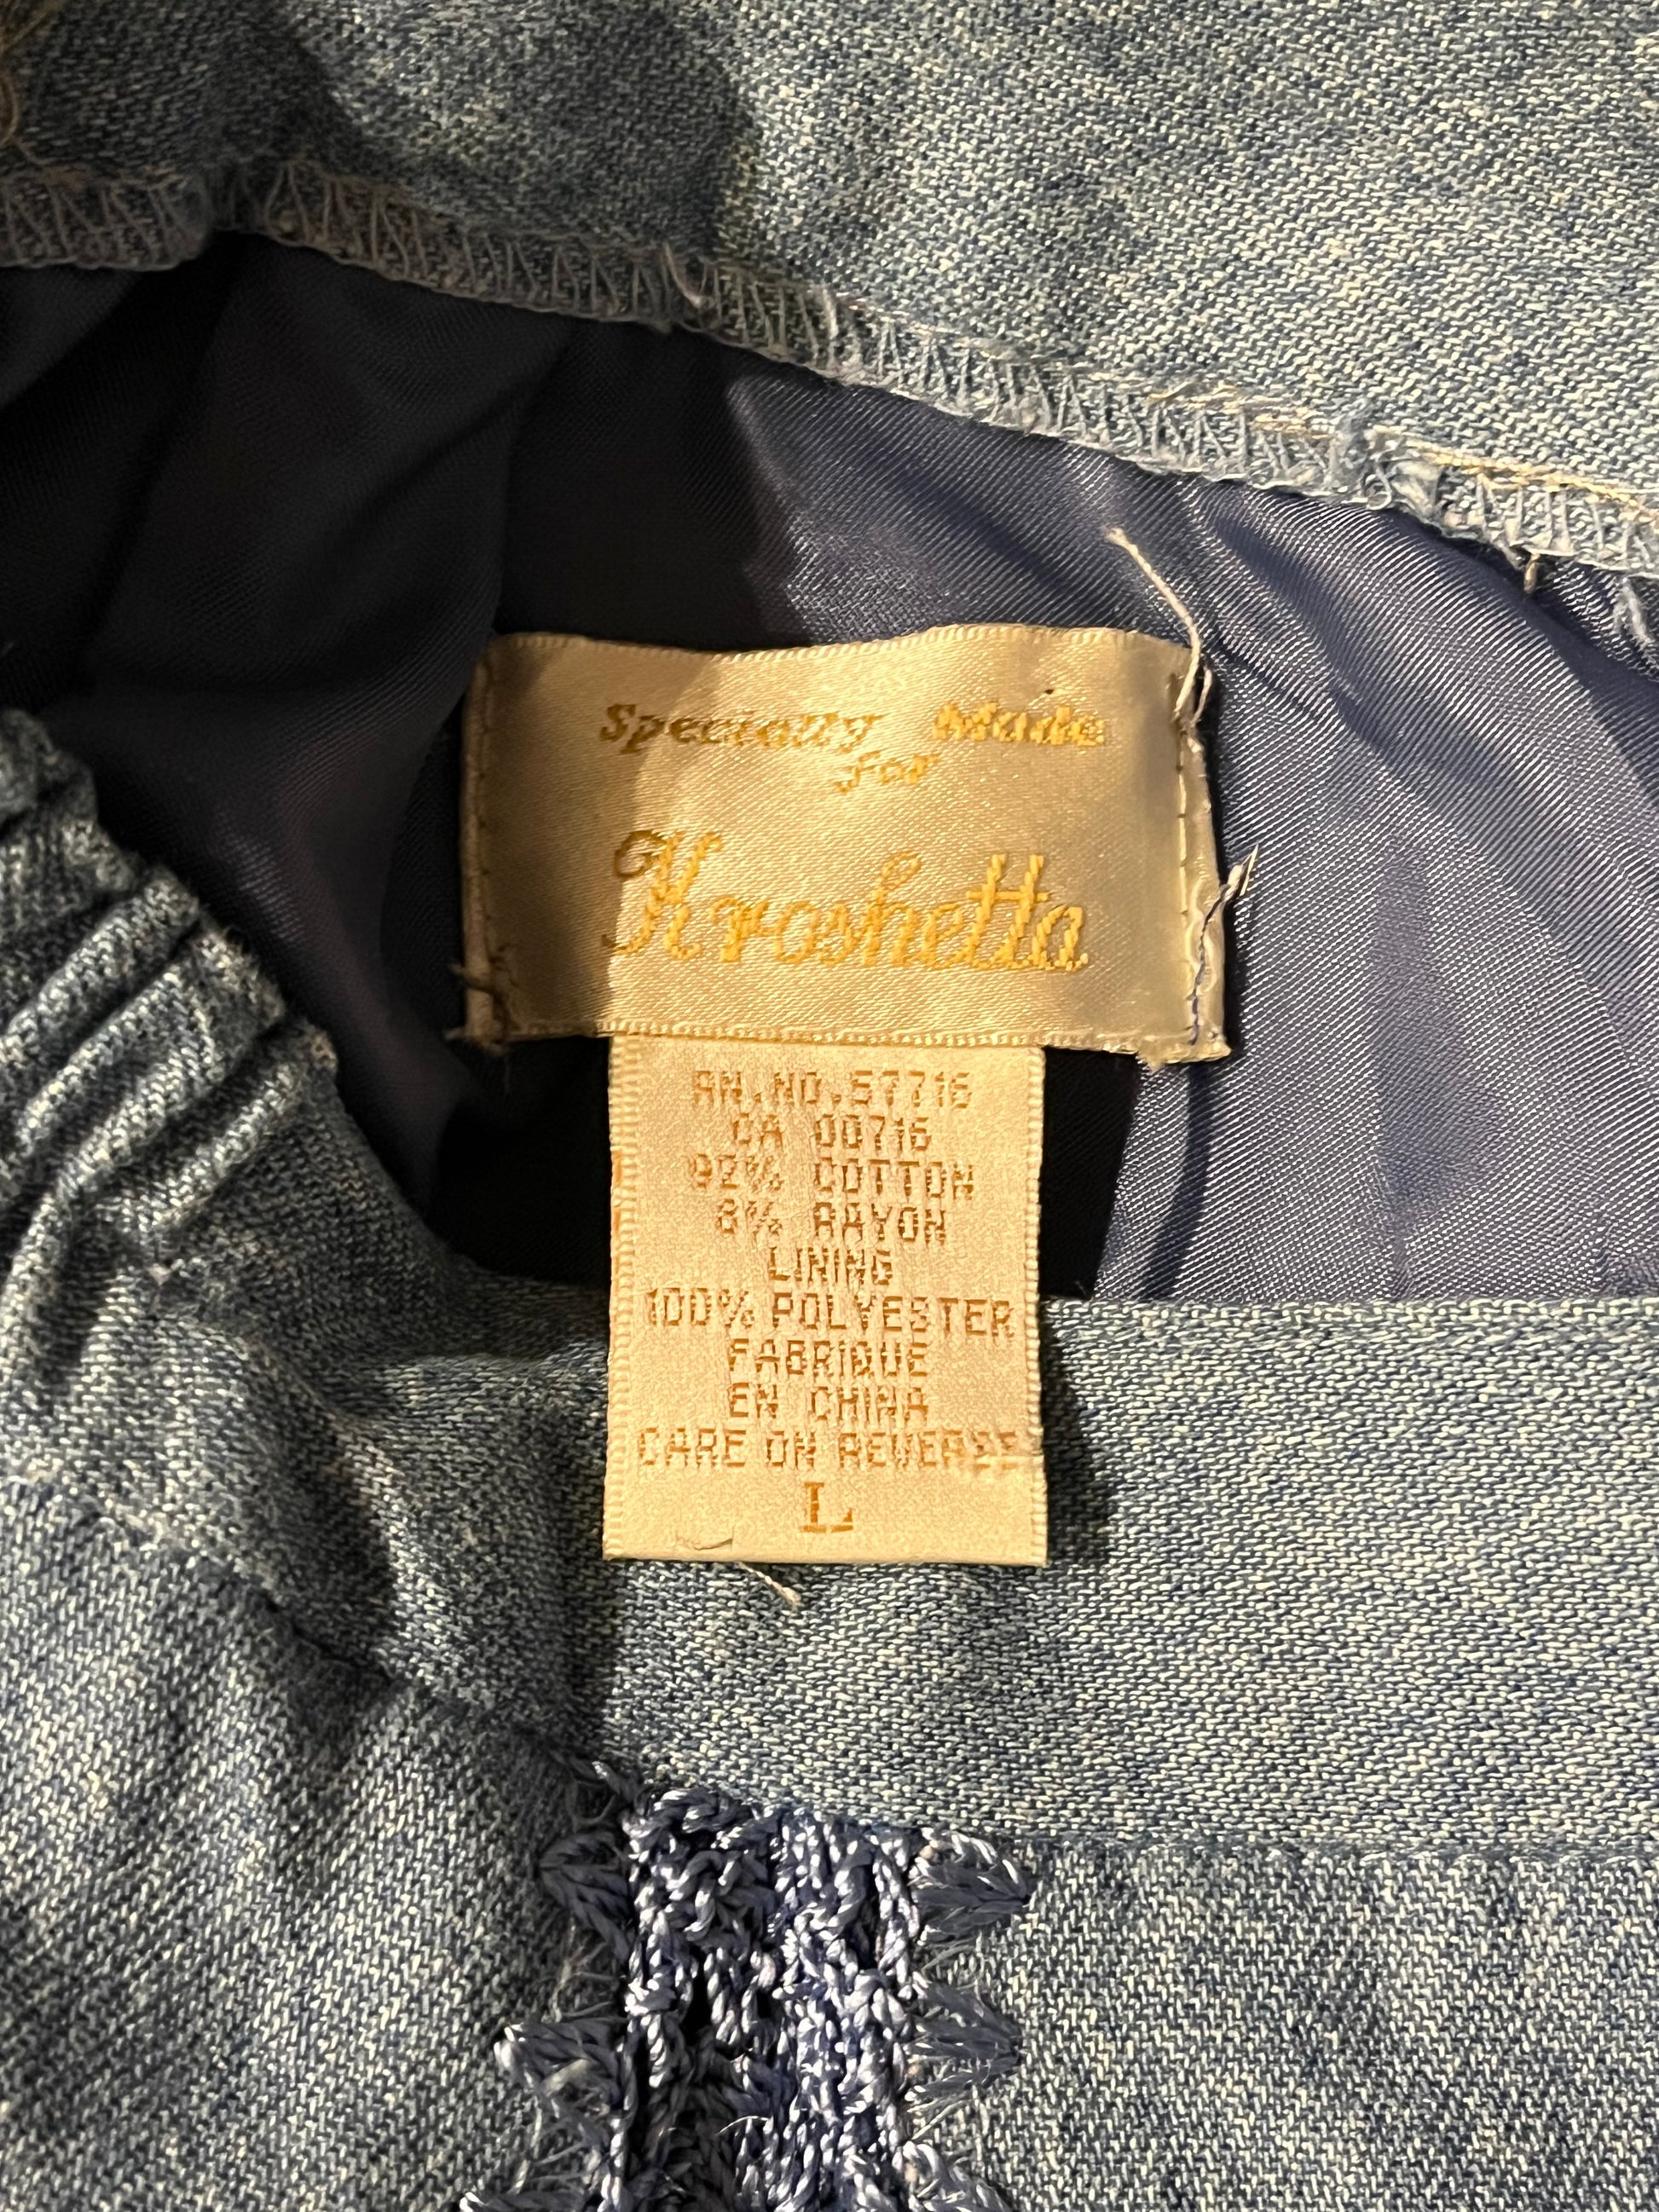 Specially Made
for
Kroshetta
RN.NO.57716
CA 00716
92% COTTON
8% RAYON
LINING
100% POLYESTER
FABRIQUE
EN CHINA
CARE ON REVERSE
L